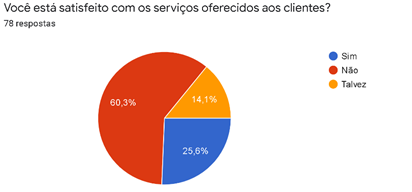 Você está satisfeito com os serviços oferecidos aos clientes?
78 respostas
Sim
Não
Talvez
60,3%
14,1%
25,6%